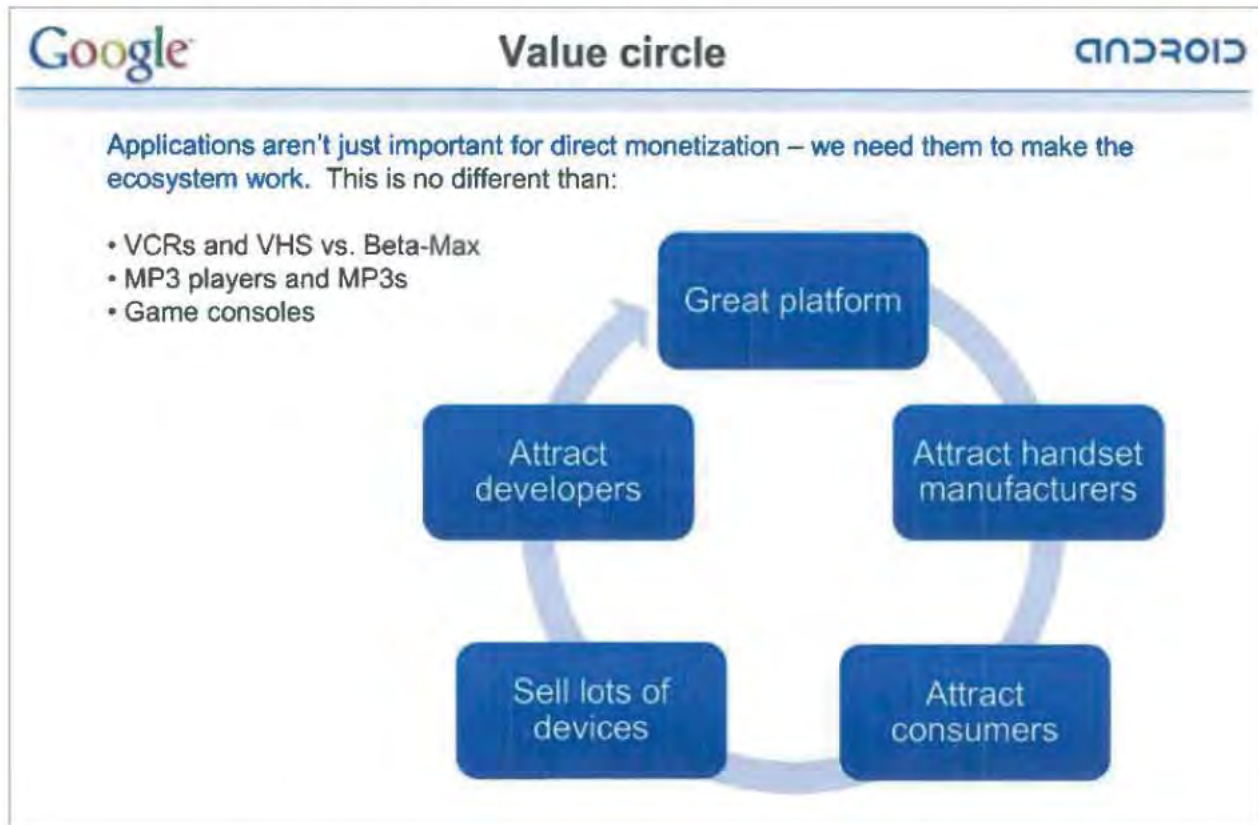 Google
Value circle
ANDROID
Applications aren't just important for direct monetization – we need them to make the
ecosystem work. This is no different than:
• VCRs and VHS vs. Beta-Max
• MP3 players and MP3s
• Game consoles
Great platform
Attract handset
manufacturers
Attract
consumers
Sell lots of
devices
Attract
developers